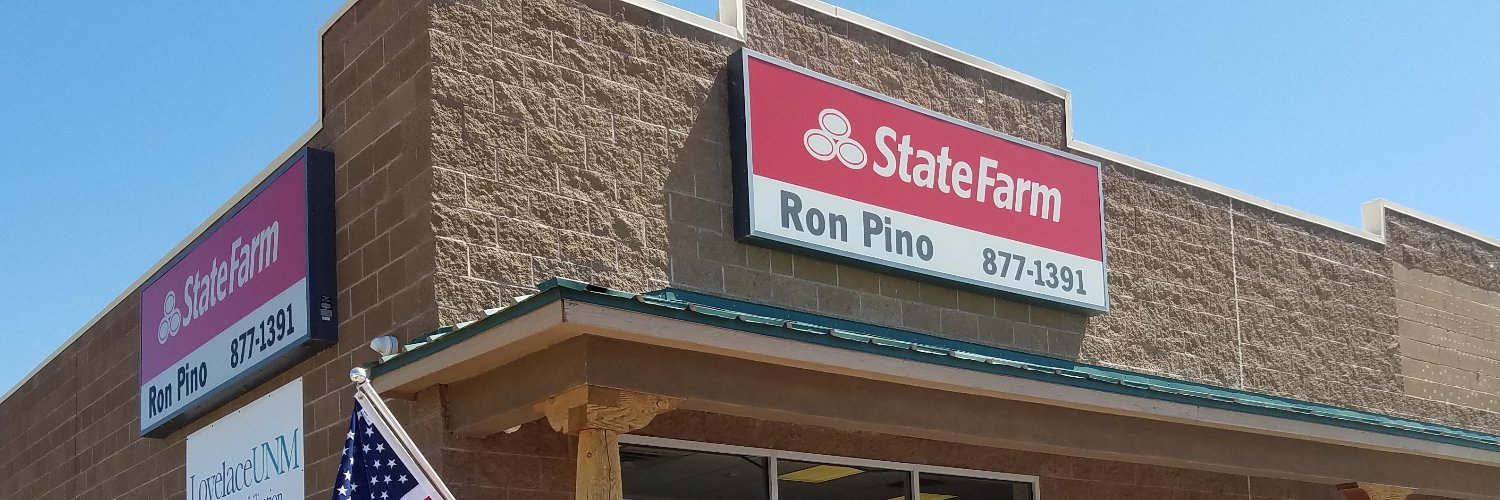 StateFarm
Ron Pino 877-1391
StateFarm
Ron Pino 877-1391
LovelaceUNM